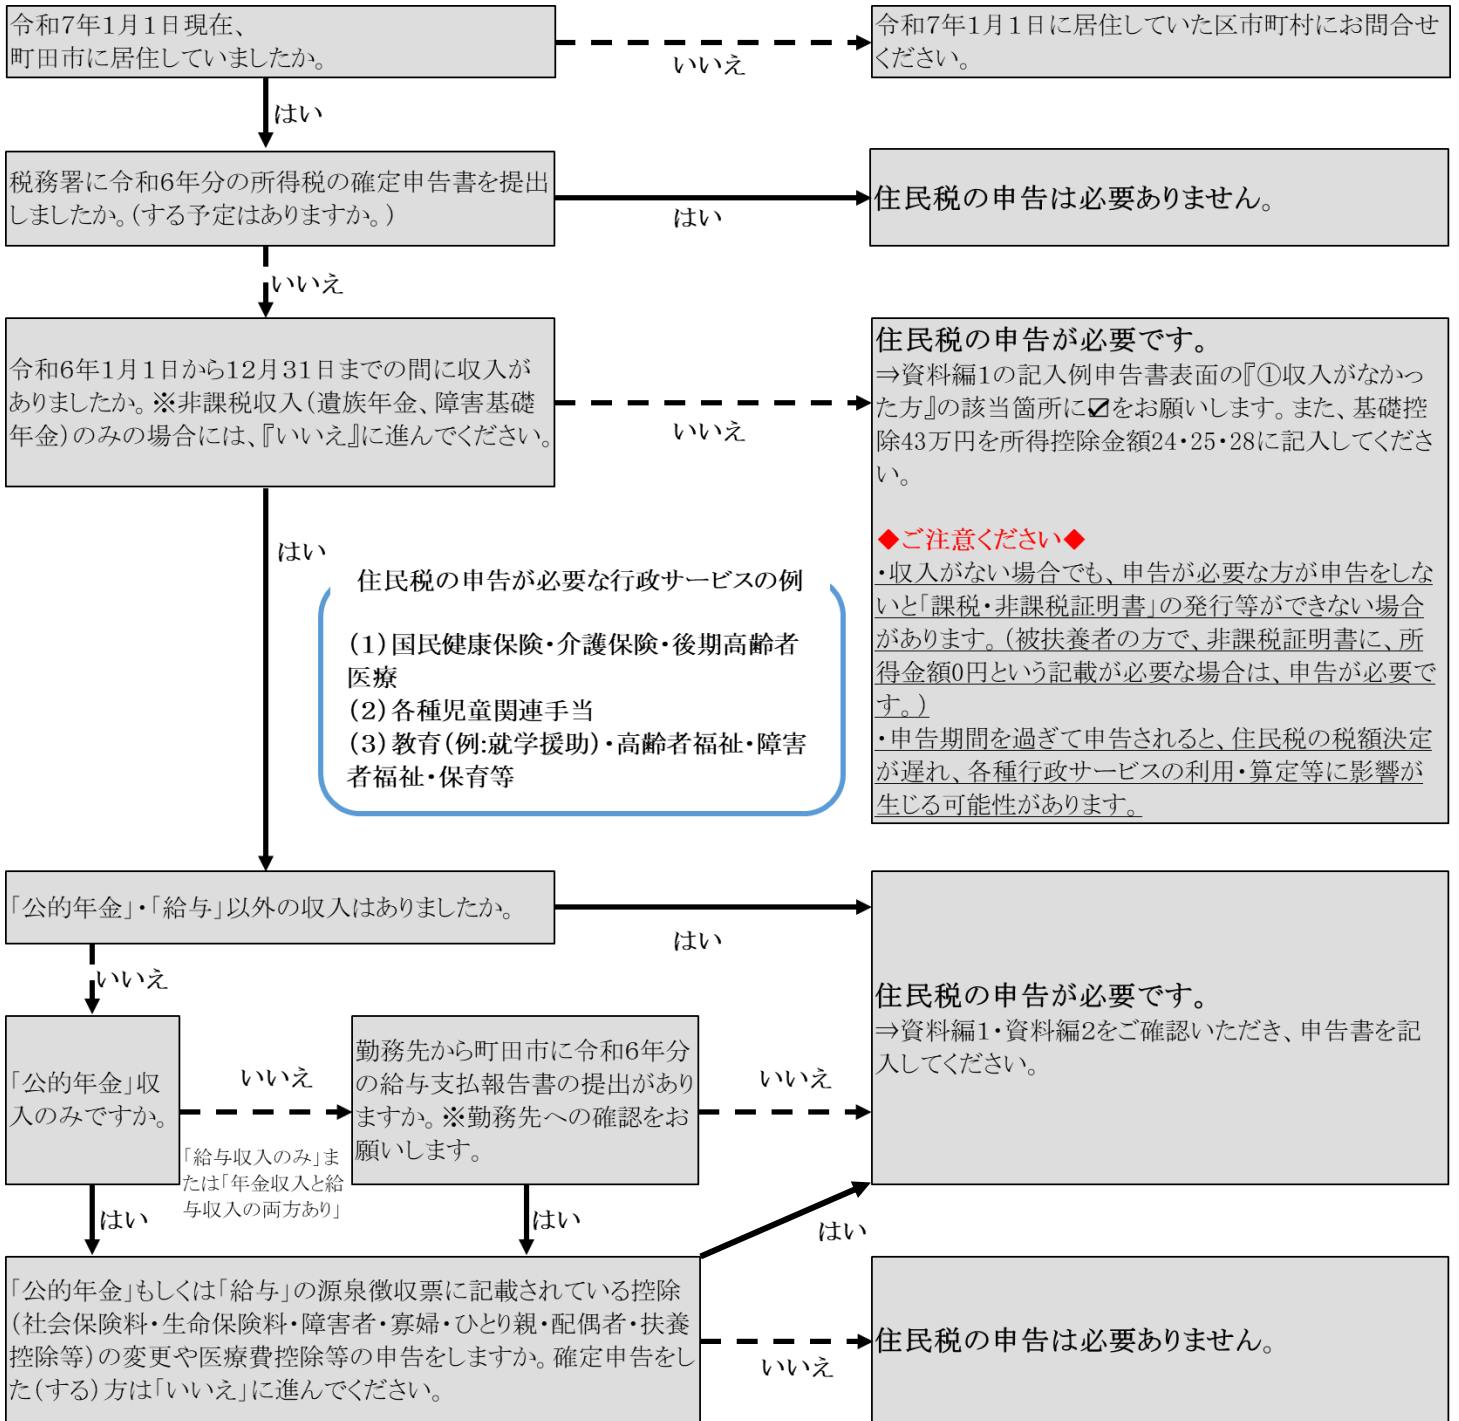 令和7年1月1日現在、
町田市に居住していましたか。
いいえ
令和7年1月1日に居住していた区市町村にお問合せ
ください。
はい
税務署に令和6年分の所得税の確定申告書を提出
しましたか。(する予定はありますか。)
はい
住民税の申告は必要ありません。
いいえ
令和6年1月1日から12月31日までの間に収入が
ありましたか。※非課税収入(遺族年金、障害基礎
年金)のみの場合には、『いいえ』に進んでください。
いいえ
住民税の申告が必要です。
⇒資料編1の記入例申告書表面の『①収入がなかっ
た方』の該当箇所に☑をお願いします。また、基礎控
除43万円を所得控除金額24・25・28に記入してくださ
い。
◆ご注意ください◆
・収入がない場合でも、申告が必要な方が申告をしな
いと「課税・非課税証明書」の発行等ができない場合
があります。(被扶養者の方で、非課税証明書に、所
得金額0円という記載が必要な場合は、申告が必要で
す。)
・申告期間を過ぎて申告されると、住民税の税額決定
が遅れ、各種行政サービスの利用・算定等に影響が
生じる可能性があります。
はい
住民税の申告が必要な行政サービスの例
(1)国民健康保険・介護保険・後期高齢者
医療
(2)各種児童関連手当
(3)教育(例:就学援助)・高齢者福祉・障害
者福祉・保育等
「公的年金」・「給与」以外の収入はありましたか。
はい
住民税の申告が必要です。
⇒資料編1・資料編2をご確認いただき、申告書を記
入してください。
いいえ
「公的年金」収
入のみですか。
いいえ
「給与収入のみ」ま
たは「年金収入と給
与収入の両方あり」
勤務先から町田市に令和6年分
の給与支払報告書の提出があり
ますか。※勤務先への確認をお
願いします。
いいえ
はい
はい
はい
「公的年金」もしくは「給与」の源泉徴収票に記載されている控除
(社会保険料・生命保険料・障害者・寡婦・ひとり親・配偶者・扶養
控除等)の変更や医療費控除等の申告をしますか。確定申告をし
た(する)方は「いいえ」に進んでください。
いいえ
住民税の申告は必要ありません。